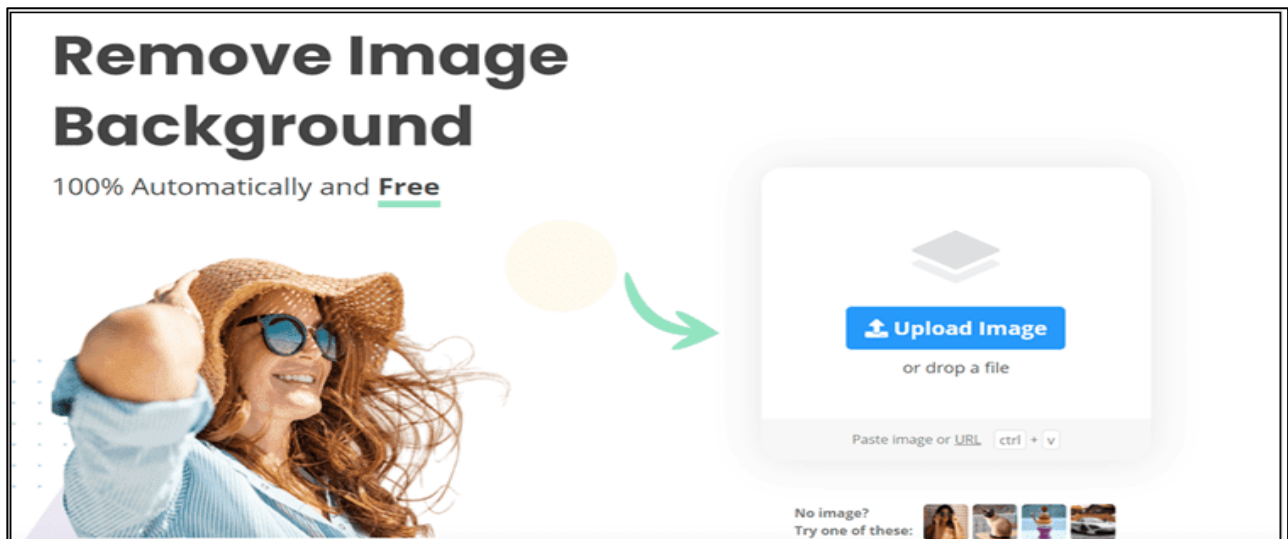 Remove Image
Background
100% Automatically and Free
Upload Image
or drop a file
Paste image or URL ctrl + v
No image?
Try one of these: